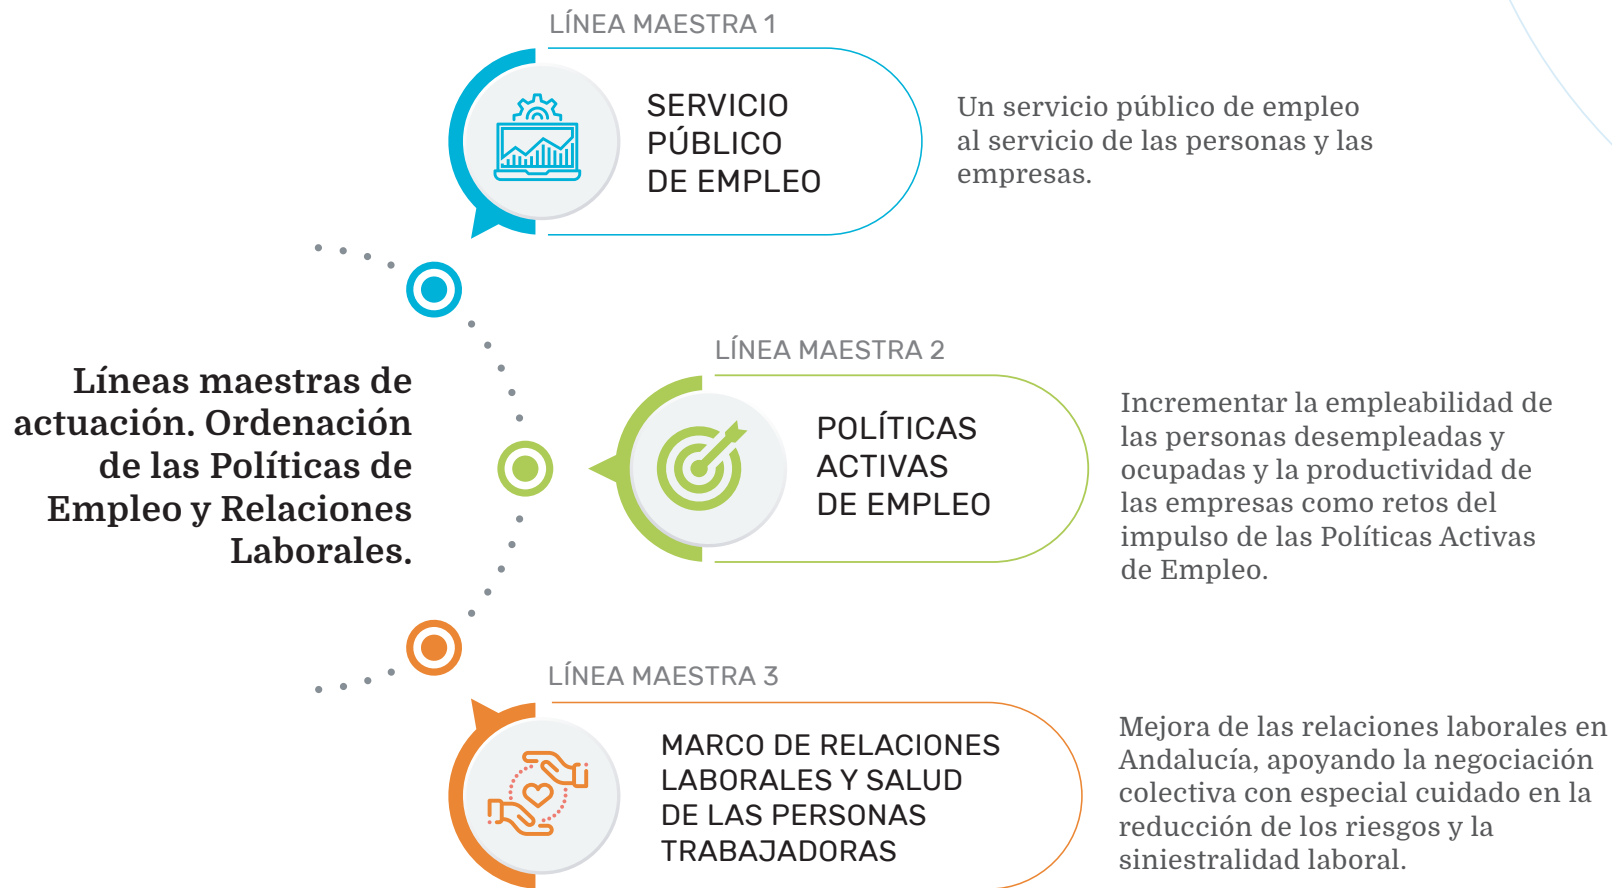 Líneas maestras de
actuación. Ordenación
de las Políticas de
Empleo y Relaciones
Laborales.
LÍNEA MAESTRA 1
SERVICIO
PÚBLICO
DE EMPLEO
Un servicio público de empleo
al servicio de las personas y las
empresas.
LÍNEA MAESTRA 2
POLÍTICAS
ACTIVAS
DE EMPLEO
Incrementar la empleabilidad de
las personas desempleadas y
ocupadas y la productividad de
las empresas como retos del
impulso de las Políticas Activas
de Empleo.
LÍNEA MAESTRA 3
MARCO DE RELACIONES
LABORALES Y SALUD
DE LAS PERSONAS
TRABAJADORAS
Mejora de las relaciones laborales en
Andalucía, apoyando la negociación
colectiva con especial cuidado en la
reducción de los riesgos y la
siniestralidad laboral.